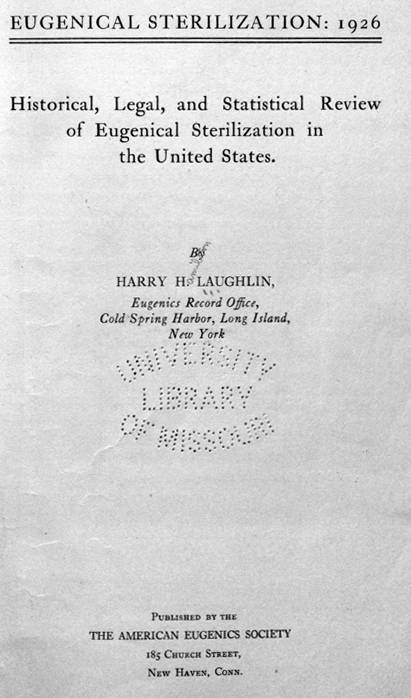 EUGENICAL STERILIZATION: 1926
Historical, Legal, and Statistical Review
of Eugenical Sterilization in
the United States.
By
HARRY H. LAUGHLIN,
Eugenics Record Office,
Cold Spring Harbor, Long Island,
New York
UNIVERSITY
LIBRARY
OF MISSOURI
PUBLISHED BY THE
THE AMERICAN EUGENICS SOCIETY
185 CHURCH STREET,
NEW HAVEN, CONN.